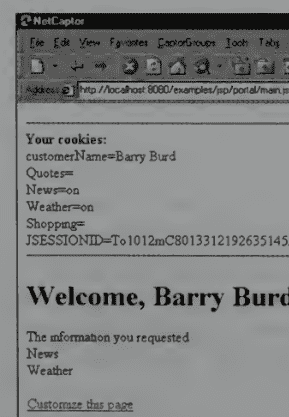 NetCaptor
File Edit View Favorites CaptorGroups Tools Tabs
Address http://localhost:8080/examples/jsp/portal/main.js
Your cookies:
customerName=Barry Burd
Quotes=
News=on
Weather=on
Shopping=
JSESSIONID=To1012mC8013312192635145
Welcome, Barry Burd
The information you requested
News
Weather
Customize this page